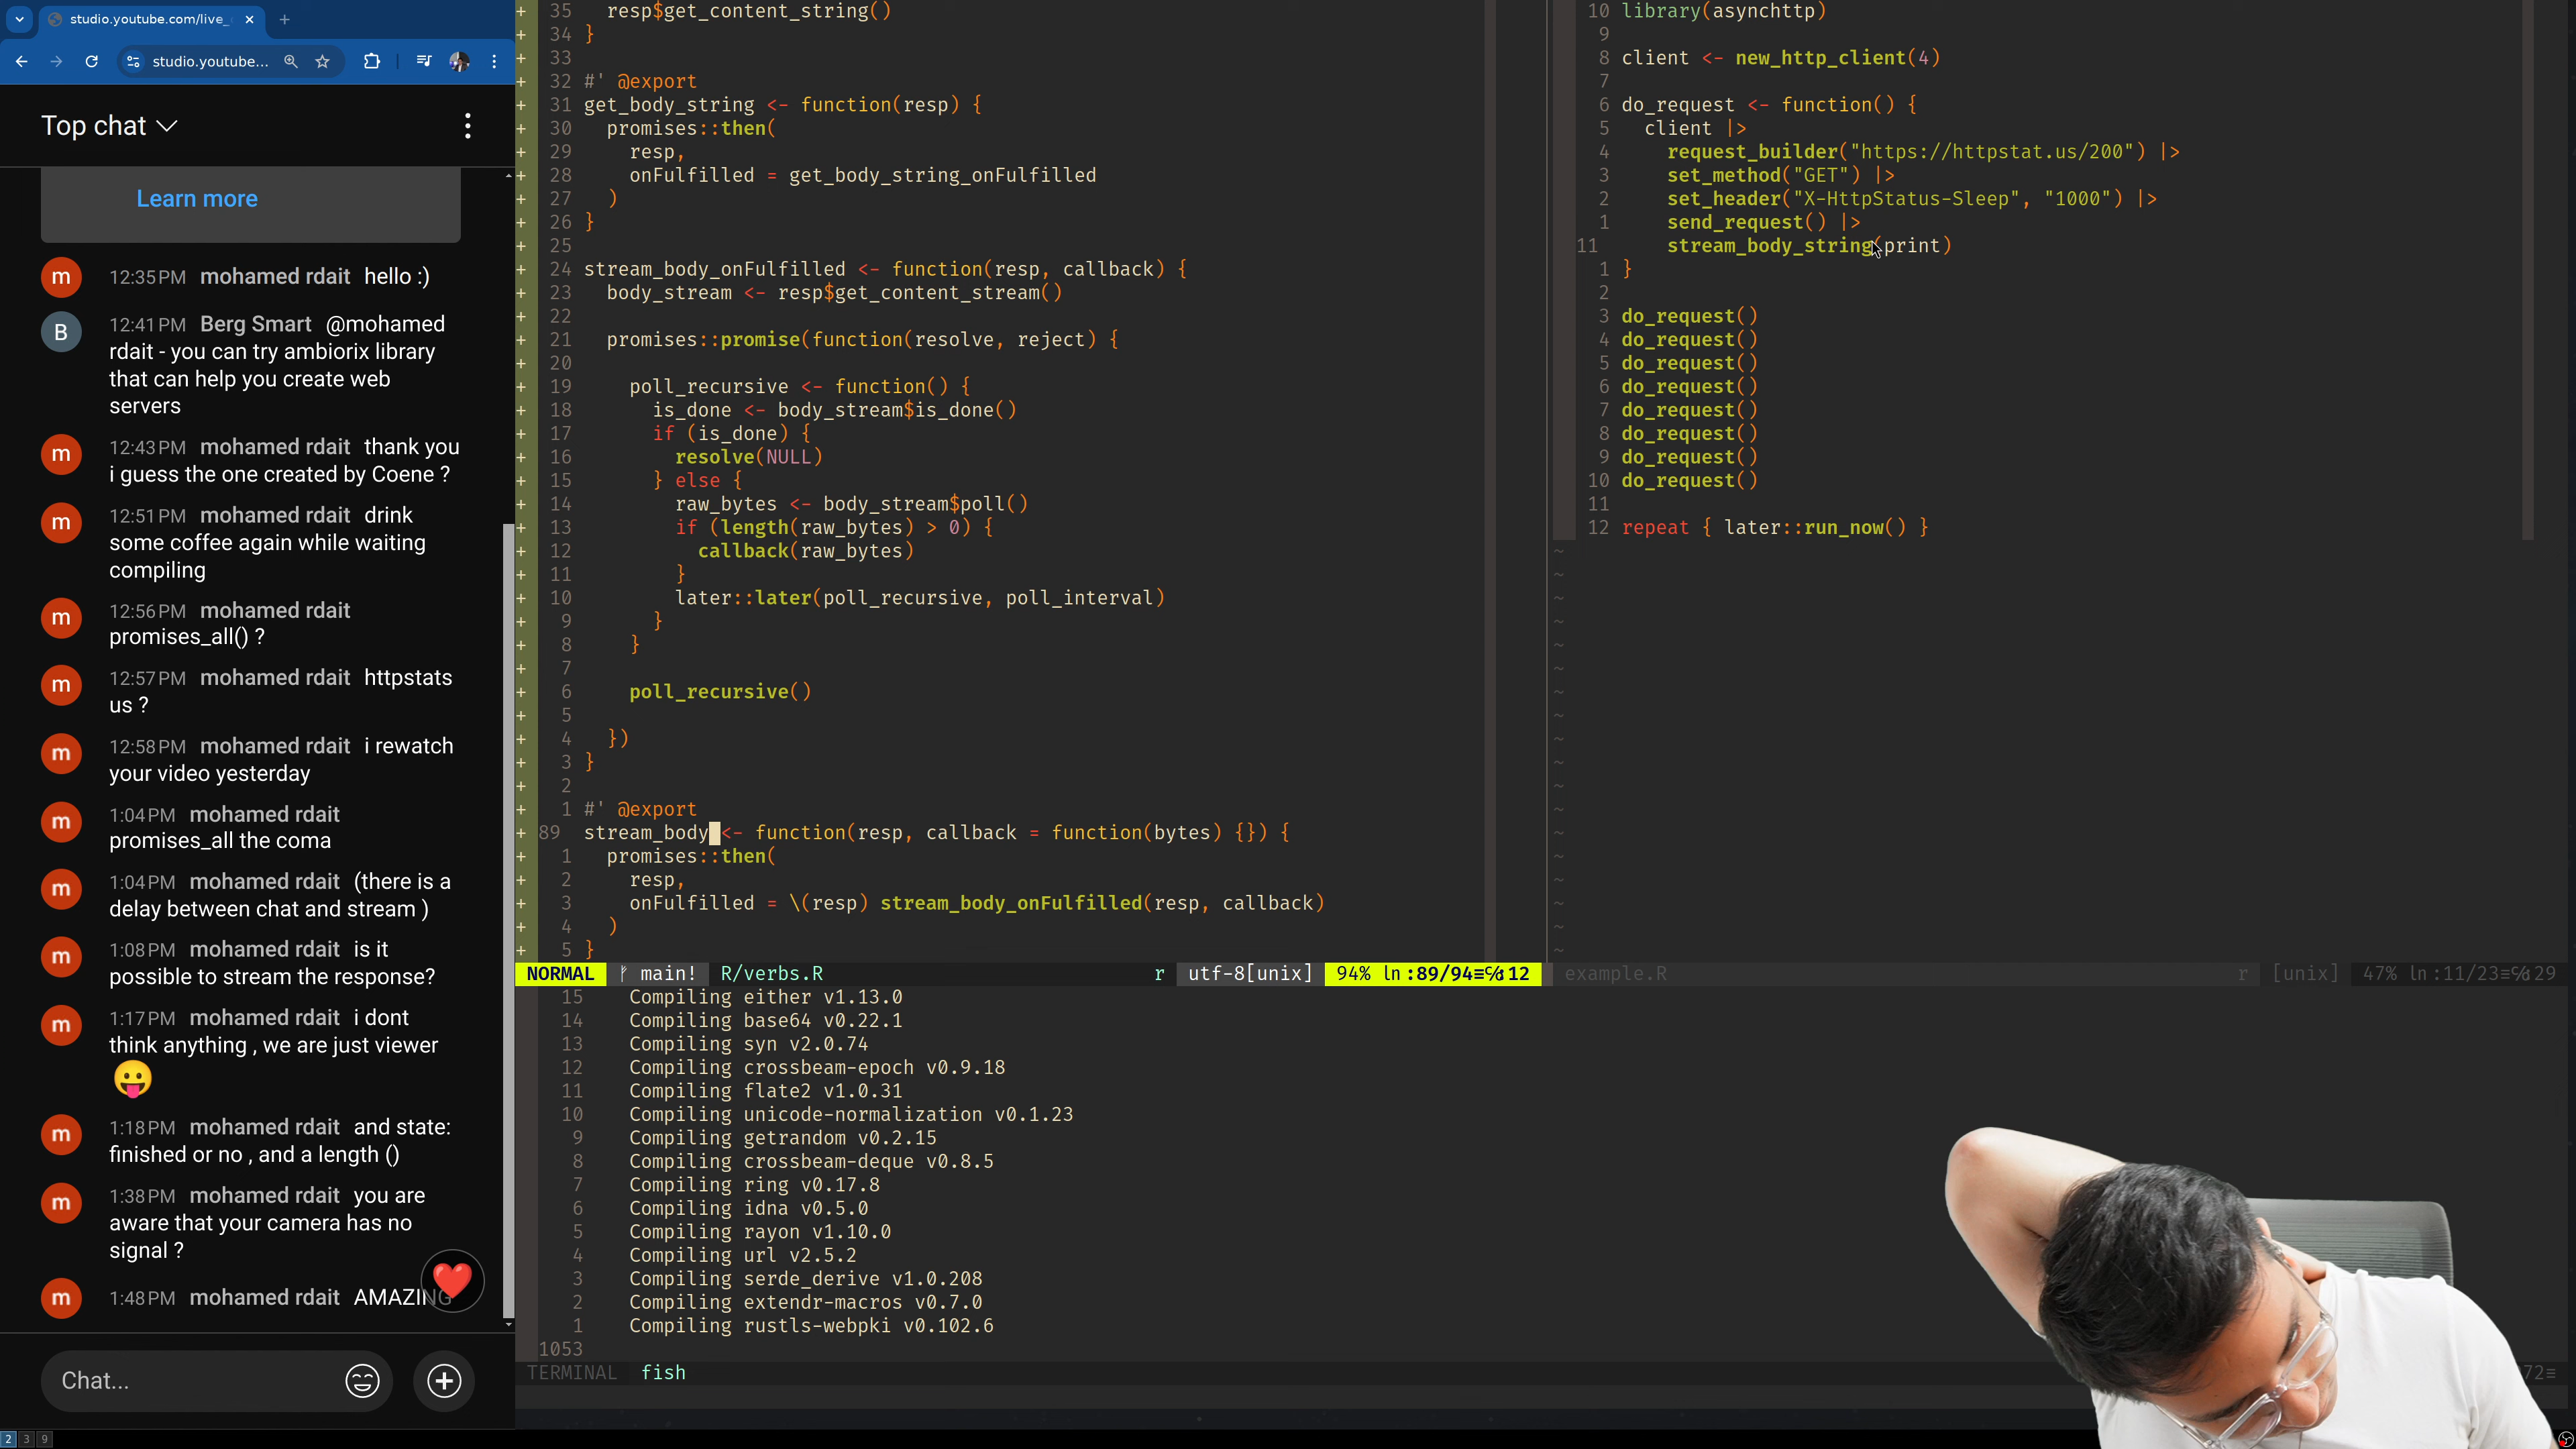 studio.youtube.com/live_
studio.youtube...
Top chat
Learn more
m 12:35 PM mohamed rdait hello :)
B 12:41 PM Berg Smart @mohamed
rdait - you can try ambiorix library
that can help you create web
servers
m 12:43 PM mohamed rdait thank you
i guess the one created by Coene ?
m 12:51 PM mohamed rdait drink
some coffee again while waiting
compiling
m 12:56 PM mohamed rdait
promises_all() ?
m 12:57 PM mohamed rdait httpstats
us ?
m 12:58 PM mohamed rdait i rewatch
your video yesterday
m 1:04 PM mohamed rdait
promises_all the coma
m 1:04 PM mohamed rdait (there is a
delay between chat and stream )
m 1:08 PM mohamed rdait is it
possible to stream the response?
m 1:17 PM mohamed rdait i dont
think anything , we are just viewer
😛
m 1:18 PM mohamed rdait and state:
finished or no , and a length ()
m 1:38 PM mohamed rdait you are
aware that your camera has no
signal ?
m 1:48 PM mohamed rdait AMAZING
Chat...
2 3 9
+ 35 resp$get_content_string()
+ 34 }
+ 33
+ 32 #' @export
+ 31 get_body_string <- function(resp) {
+ 30 promises::then(
+ 29 resp,
+ 28 onFulfilled = get_body_string_onFulfilled
+ 27 )
+ 26 }
+ 25
+ 24 stream_body_onFulfilled <- function(resp, callback) {
+ 23 body_stream <- resp$get_content_stream()
+ 22
+ 21 promises::promise(function(resolve, reject) {
+ 20
+ 19 poll_recursive <- function() {
+ 18 is_done <- body_stream$is_done()
+ 17 if (is_done) {
+ 16 resolve(NULL)
+ 15 } else {
+ 14 raw_bytes <- body_stream$poll()
+ 13 if (length(raw_bytes) > 0) {
+ 12 callback(raw_bytes)
+ 11 }
+ 10 later::later(poll_recursive, poll_interval)
+ 9 }
+ 8 }
+ 7
+ 6 poll_recursive()
+ 5
+ 4 })
+ 3 }
+ 2
+ 1 #' @export
+ 89 stream_body <- function(resp, callback = function(bytes) {}) {
+ 1 promises::then(
+ 2 resp,
+ 3 onFulfilled = \(resp) stream_body_onFulfilled(resp, callback)
+ 4 )
+ 5 }
NORMAL main! R/verbs.R r utf-8[unix] 94% ln :89/94≡%:12
10 library(asynchttp)
9
8 client <- new_http_client(4)
7
6 do_request <- function() {
5 client |>
4 request_builder("https://httpstat.us/200") |>
3 set_method("GET") |>
2 set_header("X-HttpStatus-Sleep", "1000") |>
1 send_request() |>
11 stream_body_string(print)
1 }
2
3 do_request()
4 do_request()
5 do_request()
6 do_request()
7 do_request()
8 do_request()
9 do_request()
10 do_request()
11
12 repeat { later::run_now() }
example.R r [unix] 47% ln :11/23≡%:29
15 Compiling either v1.13.0
14 Compiling base64 v0.22.1
13 Compiling syn v2.0.74
12 Compiling crossbeam-epoch v0.9.18
11 Compiling flate2 v1.0.31
10 Compiling unicode-normalization v0.1.23
9 Compiling getrandom v0.2.15
8 Compiling crossbeam-deque v0.8.5
7 Compiling ring v0.17.8
6 Compiling idna v0.5.0
5 Compiling rayon v1.10.0
4 Compiling url v2.5.2
3 Compiling serde_derive v1.0.208
2 Compiling extendr-macros v0.7.0
1 Compiling rustls-webpki v0.102.6
1053
TERMINAL fish 72≡